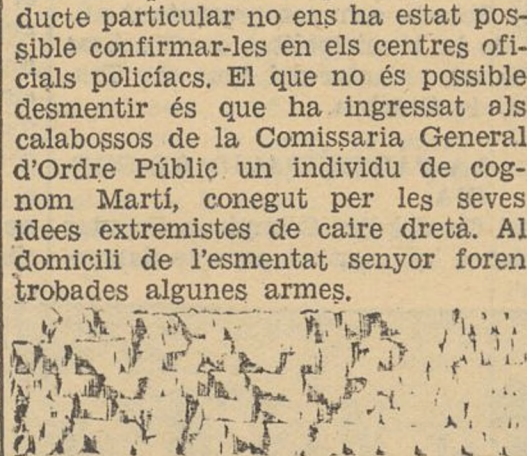 ducte particular no ens ha estat pos-
sible confirmar-les en els centres ofi-
cials policíacs. El que no és possible
desmentir és que ha ingressat als
calabossos de la Comissaria General
d'Ordre Públic un individu de cog-
nom Martí, conegut per les seves
idees extremistes de caire dretà. Al
domicili de l'esmentat senyor foren
trobades algunes armes.